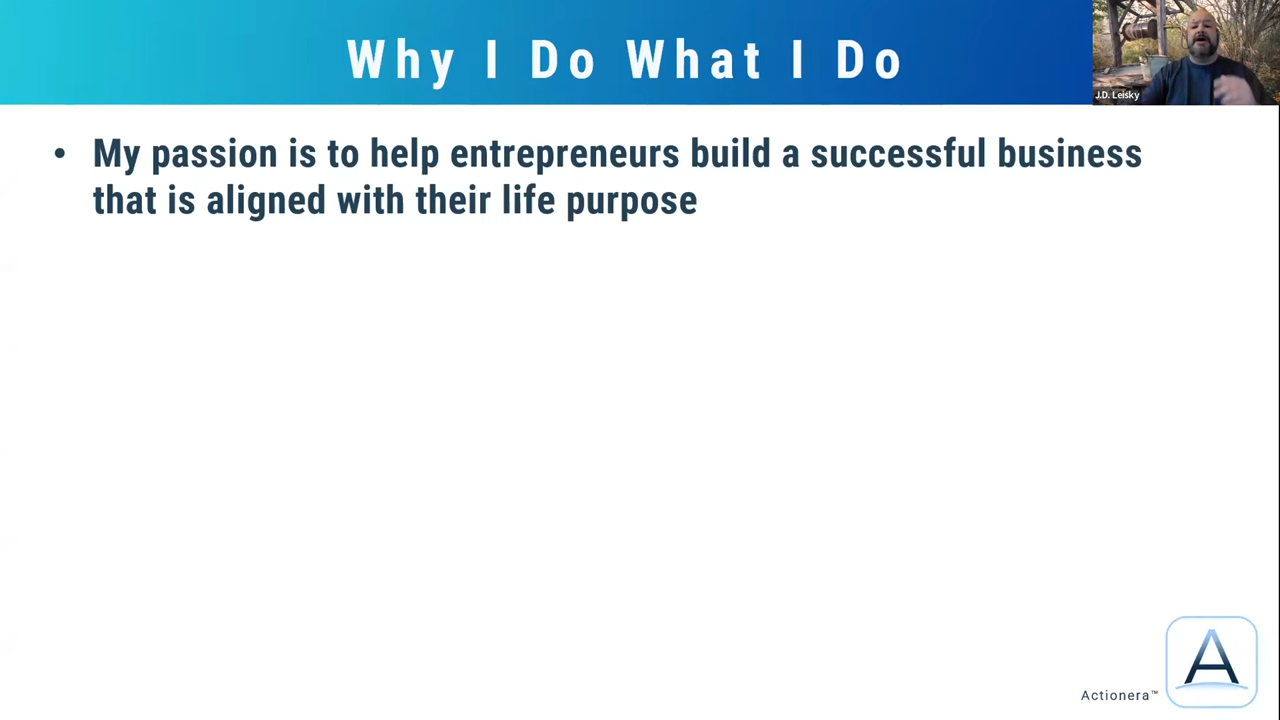 Why I Do What I Do
J.D. Leisky
• My passion is to help entrepreneurs build a successful business
that is aligned with their life purpose
A
Actionera™